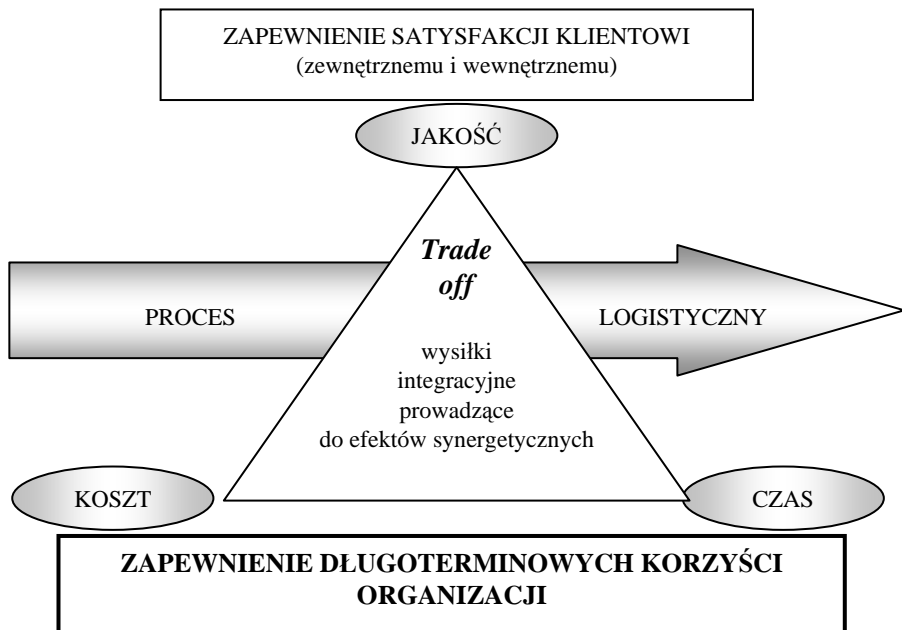 ZAPEWNIENIE SATYSFAKCJI KLIENTOWI
(zewnętrznemu i wewnętrznemu)
JAKOŚĆ
Trade
off
PROCES
LOGISTYCZNY
wysiłki
integracyjne
prowadzące
do efektów synergetycznych
KOSZT
CZAS
ZAPEWNIENIE DŁUGOTERMINOWYCH KORZYŚCI
ORGANIZACJI